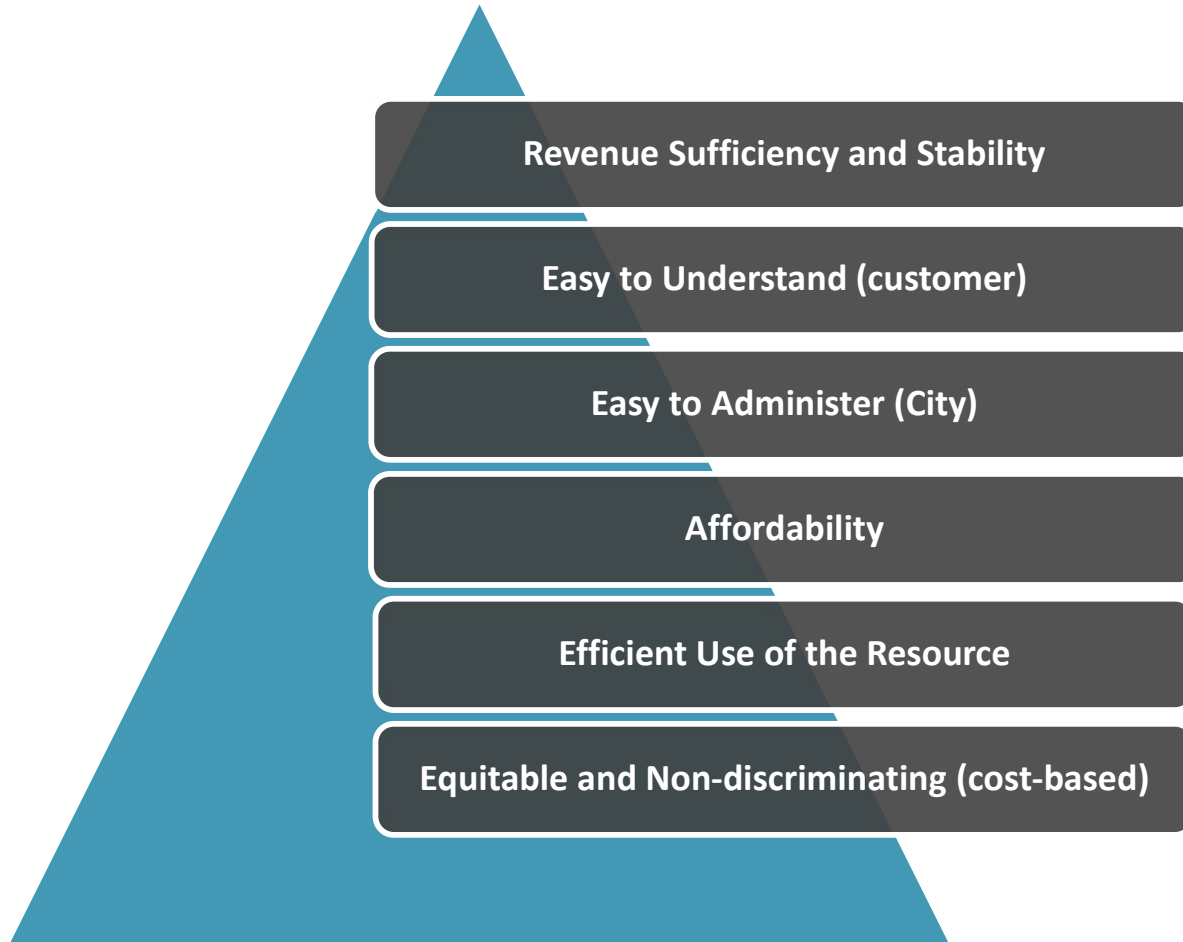 Revenue Sufficiency and Stability
Easy to Understand (customer)
Easy to Administer (City)
Affordability
Efficient Use of the Resource
Equitable and Non-discriminating (cost-based)